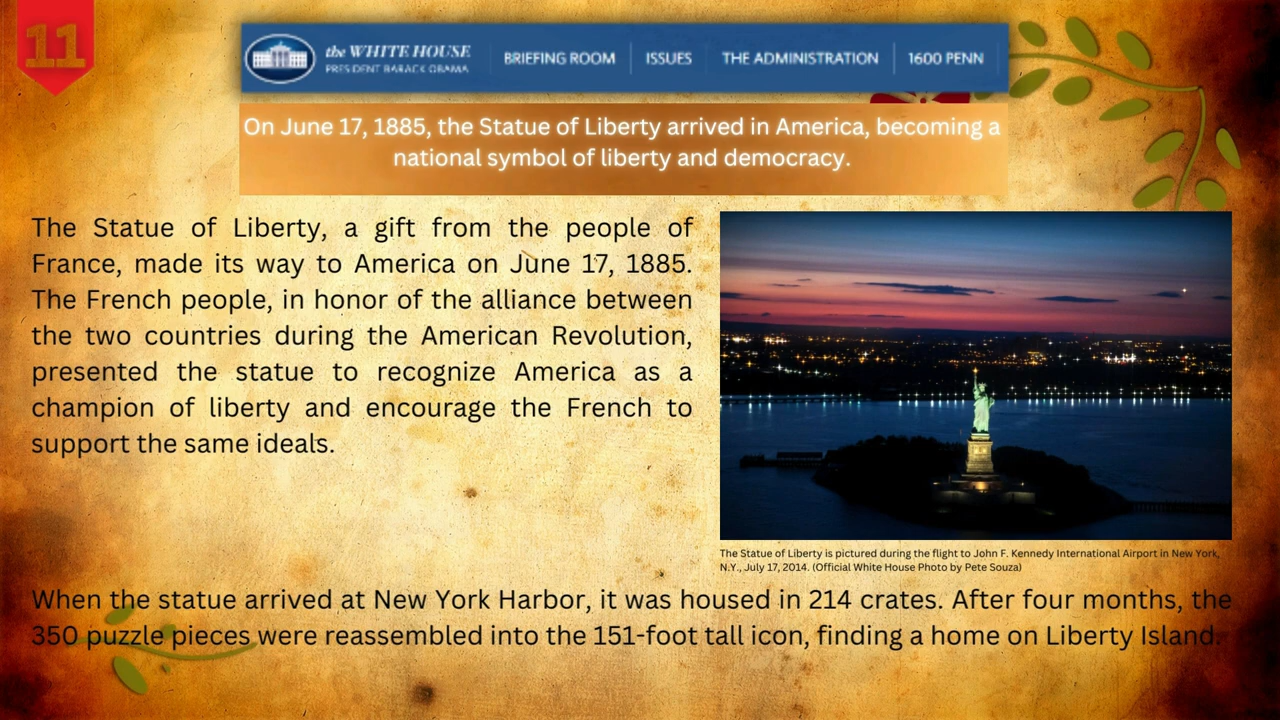 11
the WHITE HOUSE
PRESIDENT BARACK OBAMA
BRIEFING ROOM
ISSUES
THE ADMINISTRATION
1600 PENN
On June 17, 1885, the Statue of Liberty arrived in America, becoming a
national symbol of liberty and democracy.
The Statue of Liberty, a gift from the people of
France, made its way to America on June 17, 1885.
The French people, in honor of the alliance between
the two countries during the American Revolution,
presented the statue to recognize America as a
champion of liberty and encourage the French to
support the same ideals.
The Statue of Liberty is pictured during the flight to John F. Kennedy International Airport in New York,
N.Y., July 17, 2014. (Official White House Photo by Pete Souza)
When the statue arrived at New York Harbor, it was housed in 214 crates. After four months, the
350 puzzle pieces were reassembled into the 151-foot tall icon, finding a home on Liberty Island.